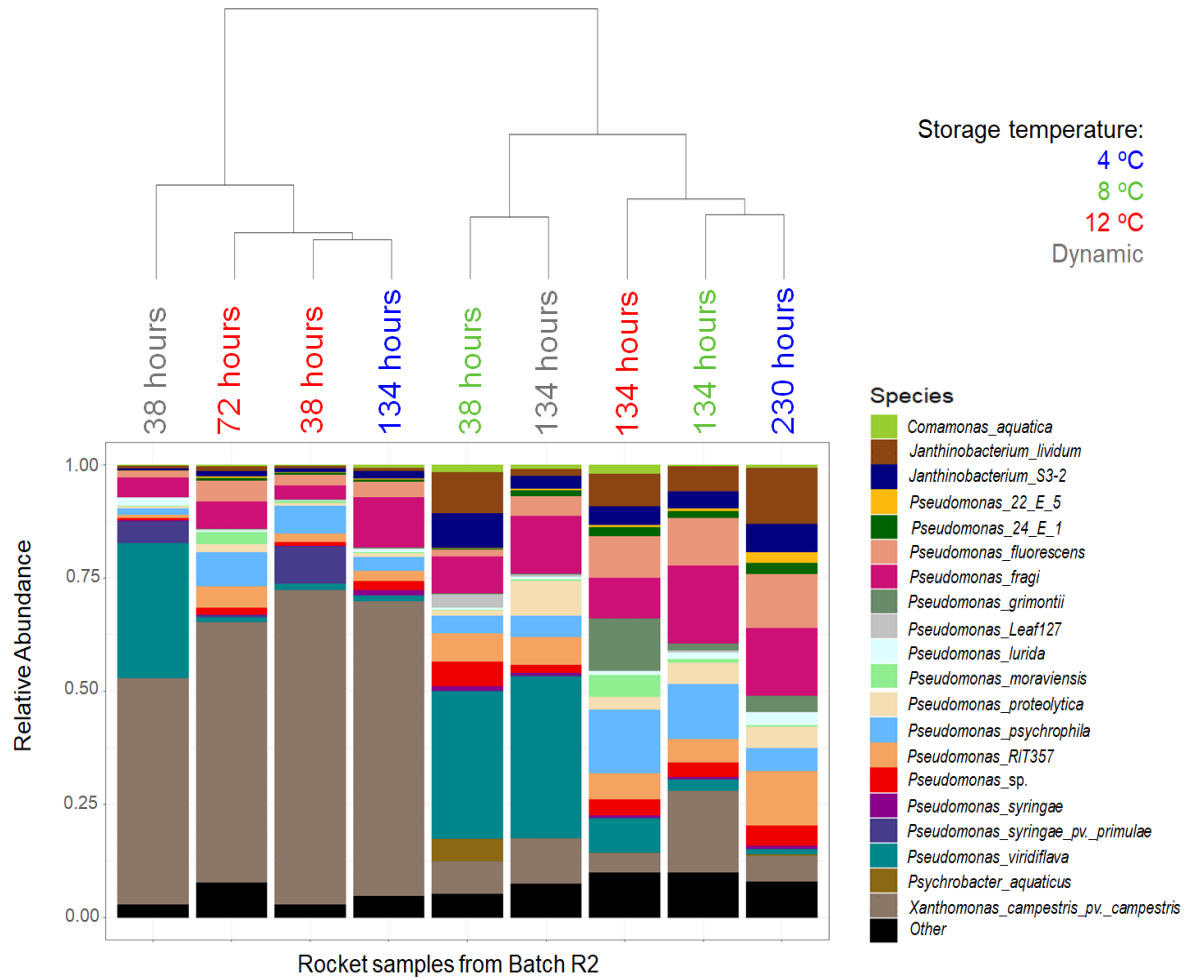 Storage temperature:
4 ºC
8 ºC
12 ºC
Dynamic
38 hours
72 hours
38 hours
134 hours
38 hours
134 hours
134 hours
134 hours
230 hours
1.00
0.75
0.50
0.25
0.00
Relative Abundance
Rocket samples from Batch R2
Species
Comamonas_aquatica
Janthinobacterium_lividum
Janthinobacterium_S3-2
Pseudomonas_22_E_5
Pseudomonas_24_E_1
Pseudomonas_fluorescens
Pseudomonas_fragi
Pseudomonas_grimontii
Pseudomonas_Leaf127
Pseudomonas_lurida
Pseudomonas_moraviensis
Pseudomonas_proteolytica
Pseudomonas_psychrophila
Pseudomonas_RIT357
Pseudomonas_sp.
Pseudomonas_syringae
Pseudomonas_syringae_pv._primulae
Pseudomonas_viridiflava
Psychrobacter_aquaticus
Xanthomonas_campestris_pv._campestris
Other